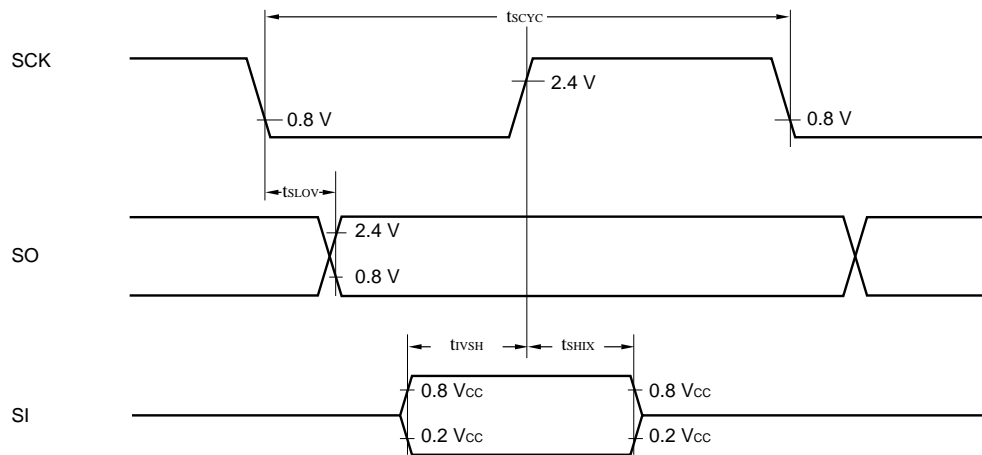 tSCYC
SCK
2.4 V
0.8 V
0.8 V
tSLOV
2.4 V
SO
0.8 V
tIVSH
tSHIX
0.8 VCC
0.8 VCC
SI
0.2 VCC
0.2 VCC